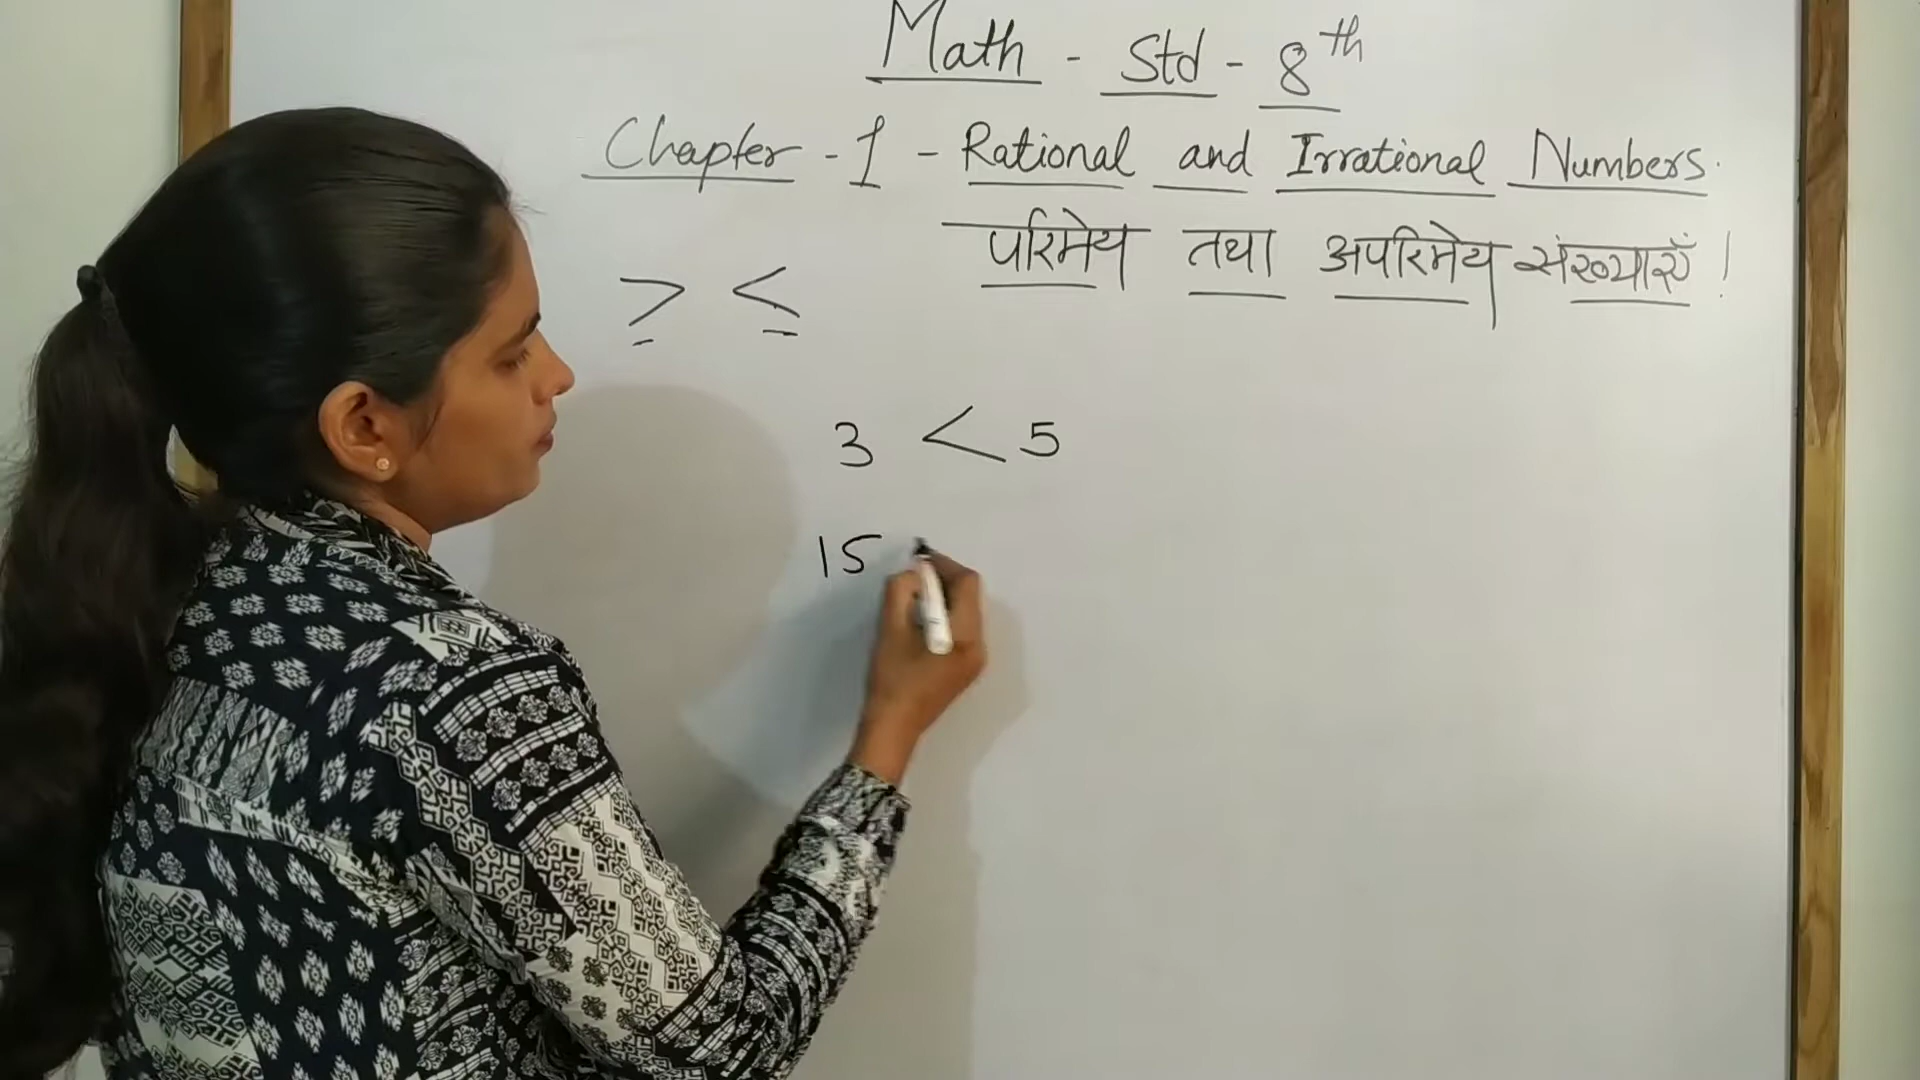 Math - Std - 8th
Chapter - 1 - Rational and Irrational Numbers.
परिमेय तथा अपरिमेय संख्याएँ !
> <
3 < 5
15